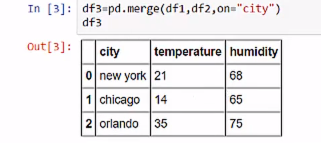 In [3]: df3=pd.merge(df1,df2,on="city")
df3
Out[3]:
city temperature humidity
0 new york 21 68
1 chicago 14 65
2 orlando 35 75